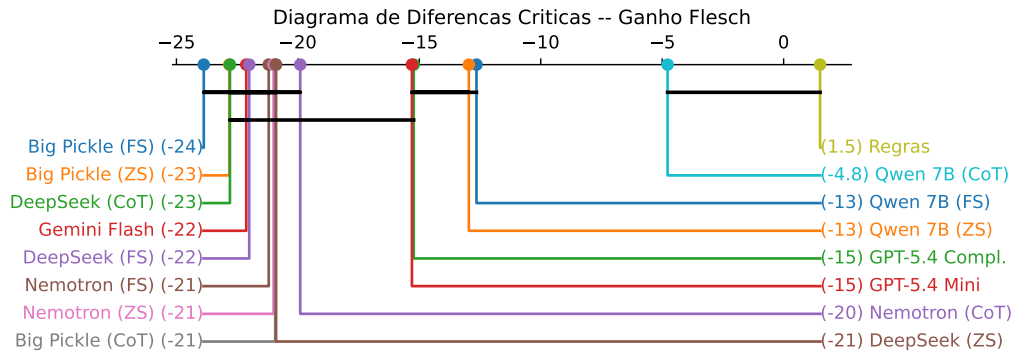 Diagrama de Diferencas Criticas -- Ganho Flesch
−25 −20 −15 −10 −5 0
Big Pickle (FS) (-24) (1.5) Regras
Big Pickle (ZS) (-23) (-4.8) Qwen 7B (CoT)
DeepSeek (CoT) (-23) (-13) Qwen 7B (FS)
Gemini Flash (-22) (-13) Qwen 7B (ZS)
DeepSeek (FS) (-22) (-15) GPT-5.4 Compl.
Nemotron (FS) (-21) (-15) GPT-5.4 Mini
Nemotron (ZS) (-21) (-20) Nemotron (CoT)
Big Pickle (CoT) (-21) (-21) DeepSeek (ZS)